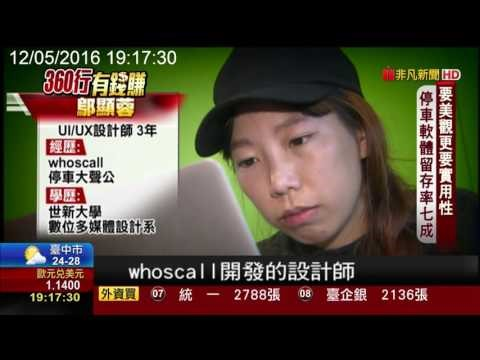 12/05/2016 19:17:30
360行有錢賺
鄔顯蓉
UI/UX設計師 3年
經歷:
whoscall
停車大聲公
學歷:
世新大學
數位多媒體設計系
非凡新聞HD
要美觀更要實用性
停車軟體留存率七成
whoscall開發的設計師
臺中市
24-28
歐元兑美元
1.1400
19:17:30
外資買 07 統一 2788張 08 臺企銀 2136張